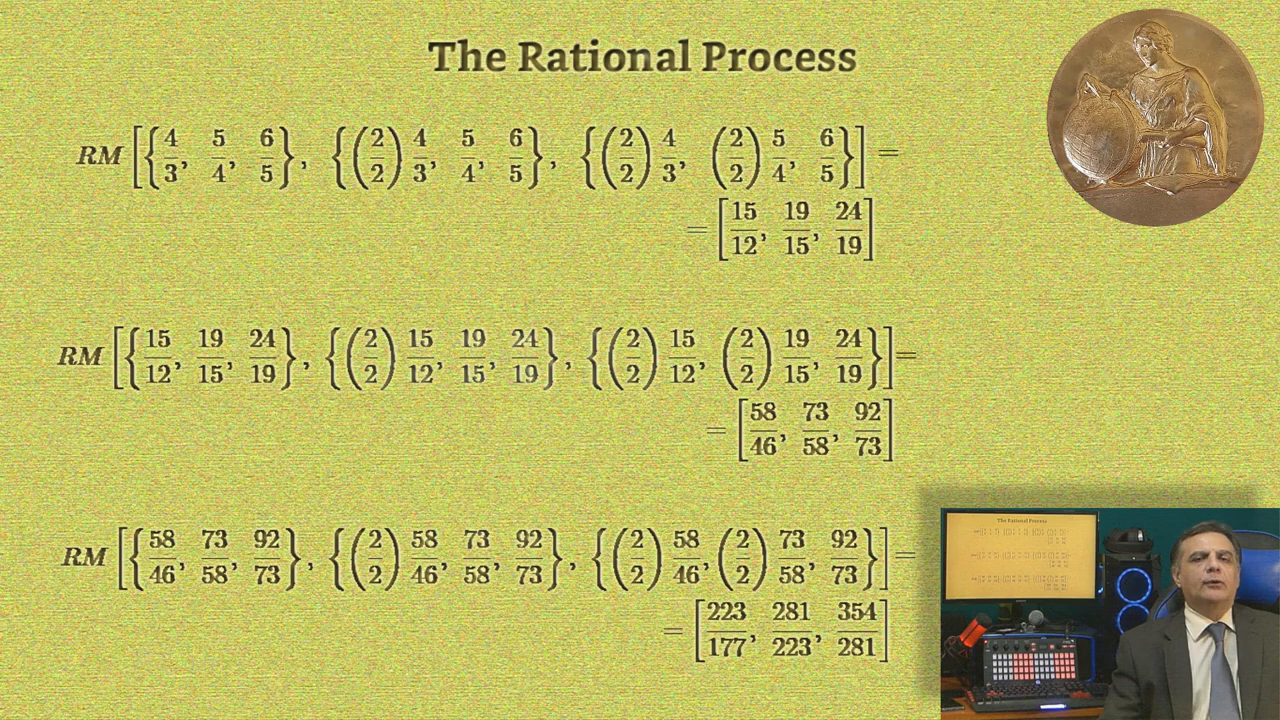 The Rational Process
RM [{4/3, 5/4, 6/5}, {(2/2) 4/3, 5/4, 6/5}, {(2/2) 4/3, (2/2) 5/4, 6/5}] =
= [15/12, 19/15, 24/19]
RM [{15/12, 19/15, 24/19}, {(2/2) 15/12, 19/15, 24/19}, {(2/2) 15/12, (2/2) 19/15, 24/19}] =
= [58/46, 73/58, 92/73]
RM [{58/46, 73/58, 92/73}, {(2/2) 58/46, 73/58, 92/73}, {(2/2) 58/46, (2/2) 73/58, 92/73}] =
= [223/177, 281/223, 354/281]
The Rational Process